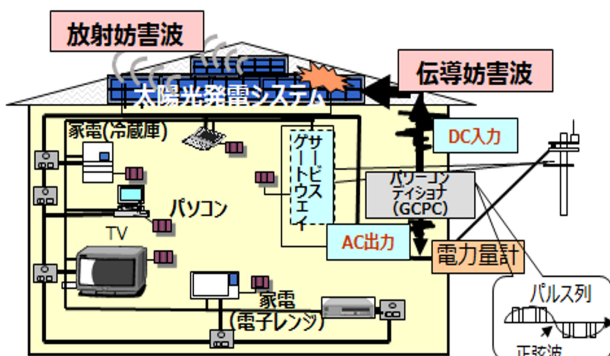 放射妨害波
伝導妨害波
太陽光発電システム
家電(冷蔵庫)
サービス
ゲートウェイ
DC入力
パワーコン
ディショナ
(GCPC)
パソコン
TV
AC出力
電力量計
家電
(電子レンジ)
パルス列
正弦波